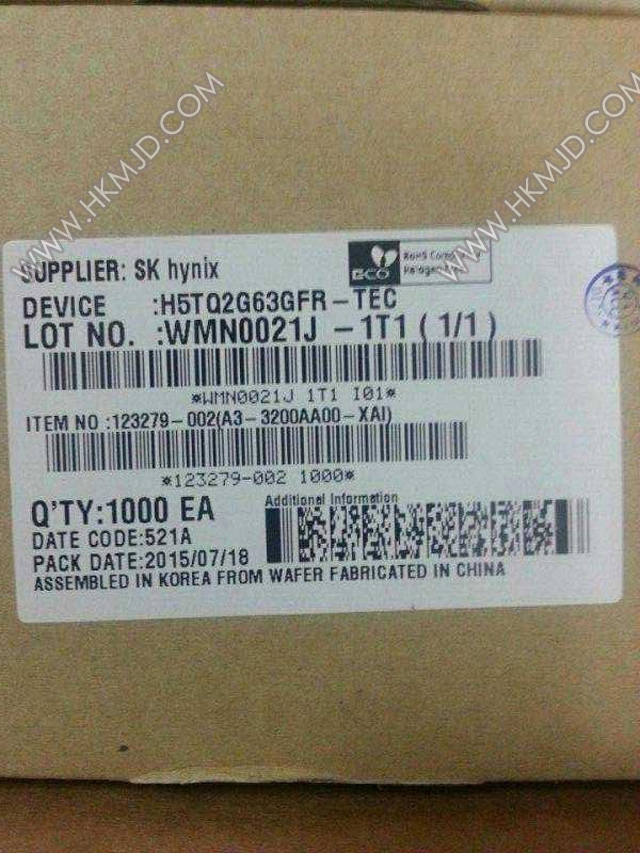 WWW.HKMJD.COM
WWW.HKMJD.COM
SUPPLIER: SK hynix
ECO
RoHS Comp
Halogen
DEVICE :H5TQ2G63GFR-TEC
LOT NO. :WMN0021J -1T1 (1/1)
*WMN0021J 1T1 I01*
ITEM NO :123279-002(A3-3200AA00-XAI)
*123279-002 1000*
Q'TY:1000 EA
Additional Information
DATE CODE:521A
PACK DATE:2015/07/18
ASSEMBLED IN KOREA FROM WAFER FABRICATED IN CHINA
WWW.HKMJD.COM
WWW.HKMJD.COM